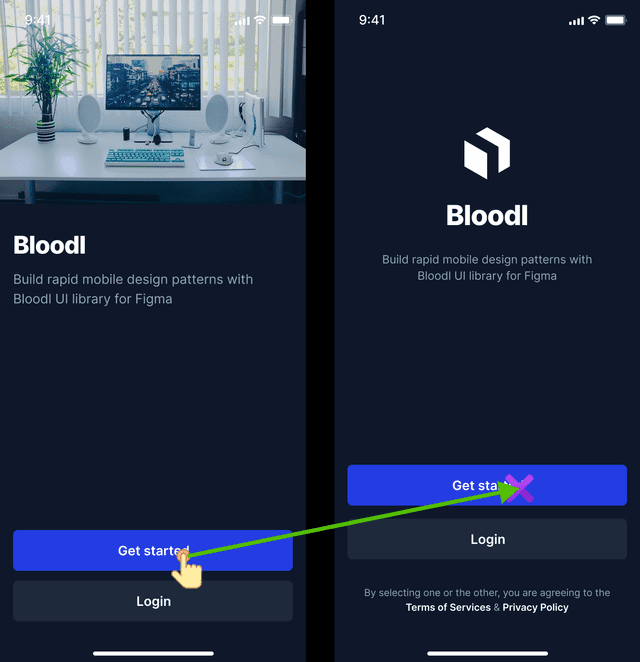 9:41
Bloodl
Build rapid mobile design patterns with
Bloodl UI library for Figma
Get started
Login
9:41
Bloodl
Build rapid mobile design patterns with
Bloodl UI library for Figma
Get started
Login
By selecting one or the other, you are agreeing to the
Terms of Services & Privacy Policy